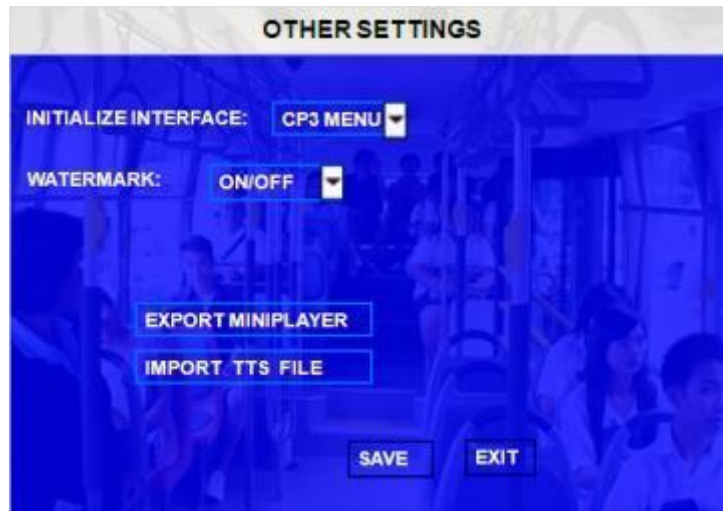 OTHER SETTINGS
INITIALIZE INTERFACE: CP3 MENU
WATERMARK: ON/OFF
EXPORT MINIPLAYER
IMPORT TTS FILE
SAVE EXIT